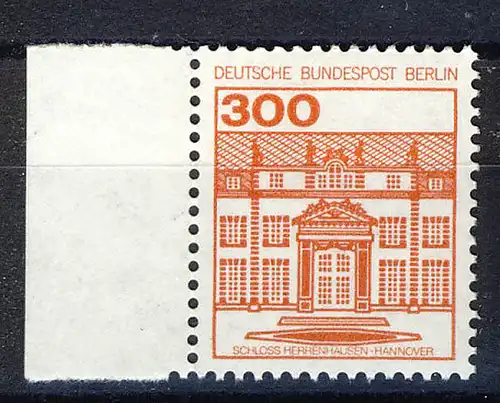 DEUTSCHE BUNDESPOST BERLIN
300
SCHLOSS HERRENHAUSEN·HANNOVER